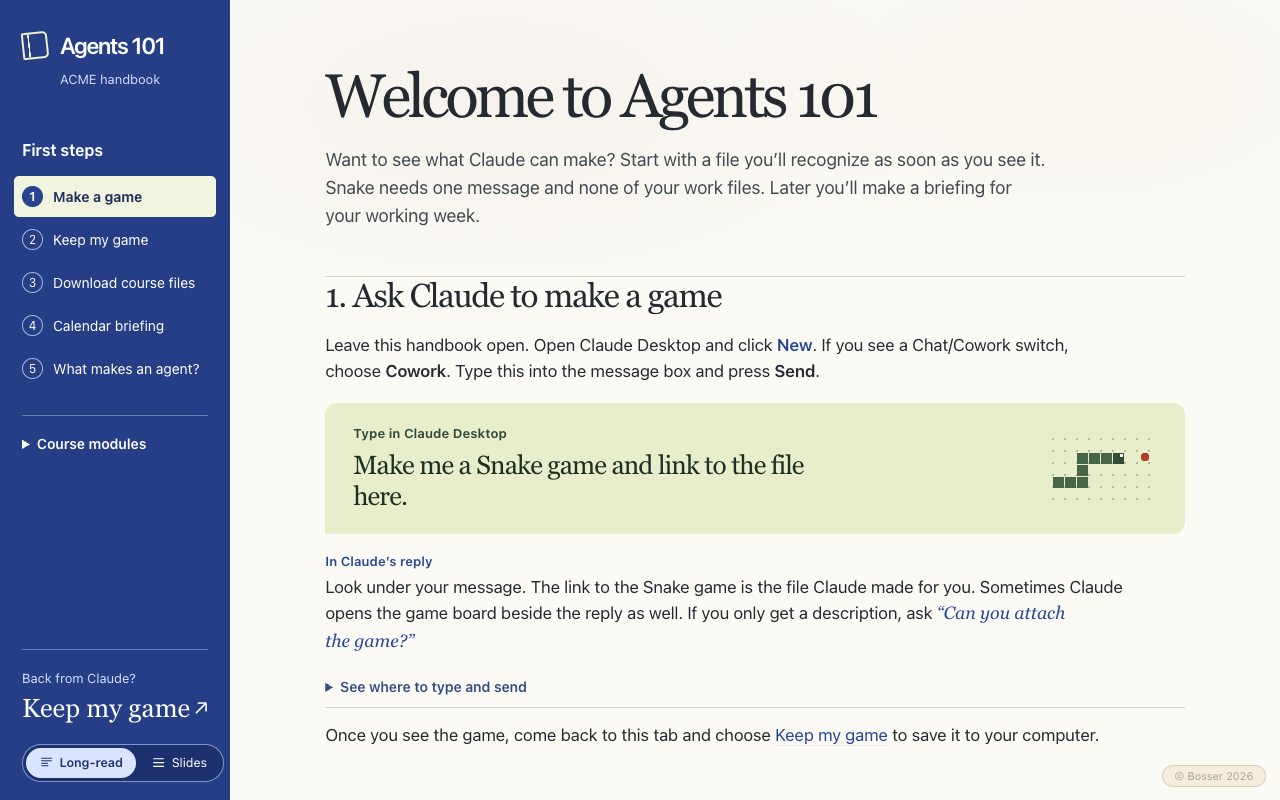 Agents 101
ACME handbook
First steps
1 Make a game
2 Keep my game
3 Download course files
4 Calendar briefing
5 What makes an agent?
Course modules
Back from Claude?
Keep my game
Long-read
Slides
Welcome to Agents 101
Want to see what Claude can make? Start with a file you’ll recognize as soon as you see it.
Snake needs one message and none of your work files. Later you’ll make a briefing for
your working week.
1. Ask Claude to make a game
Leave this handbook open. Open Claude Desktop and click New. If you see a Chat/Cowork switch,
choose Cowork. Type this into the message box and press Send.
Type in Claude Desktop
Make me a Snake game and link to the file
here.
In Claude’s reply
Look under your message. The link to the Snake game is the file Claude made for you. Sometimes Claude
opens the game board beside the reply as well. If you only get a description, ask “Can you attach
the game?”
See where to type and send
Once you see the game, come back to this tab and choose Keep my game to save it to your computer.
© Bosser 2026